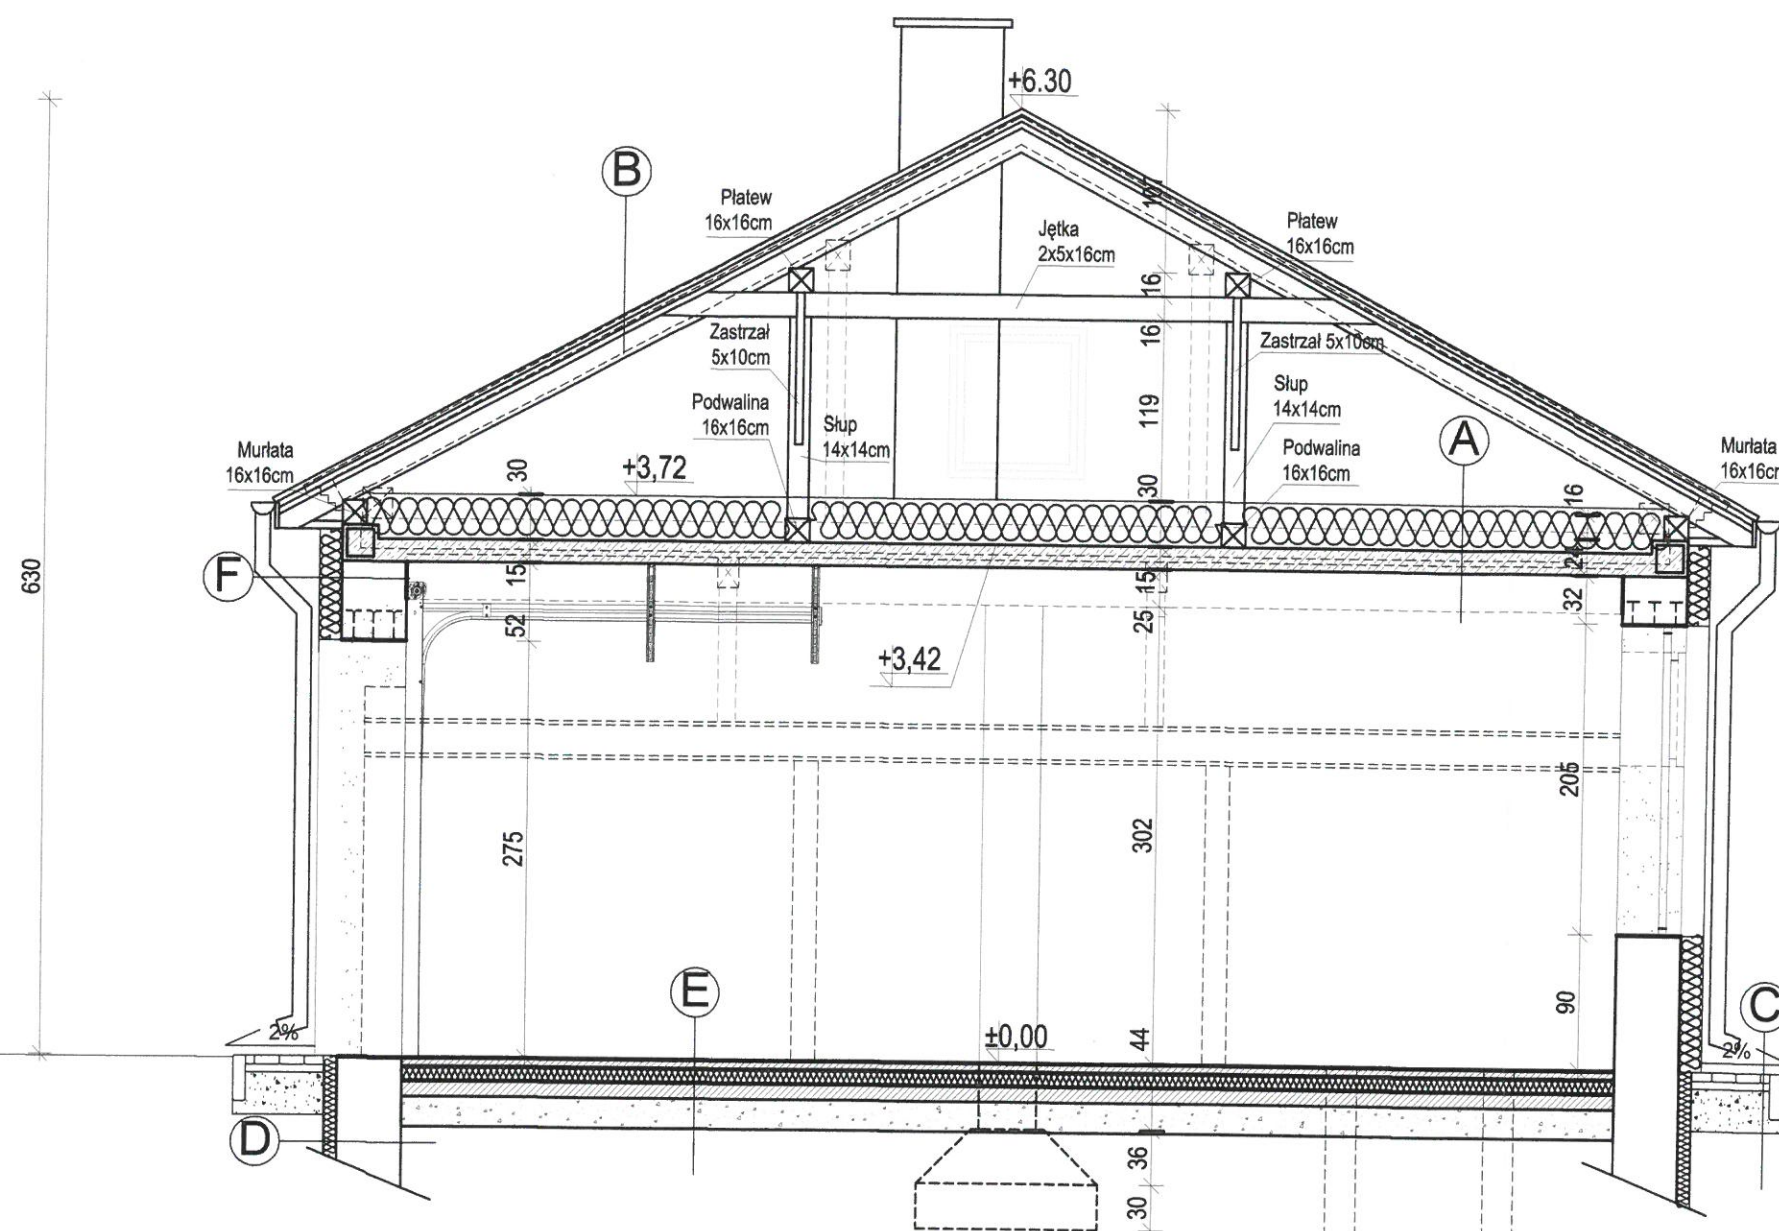 +6.30
B
Płatew
16x16cm
Jętka
2x5x16cm
Płatew
16x16cm
16
16
Zastrzał
5x10cm
Zastrzał 5x10cm
Podwalina
16x16cm
Słup
14x14cm
Słup
14x14cm
119
A
Murłata
16x16cm
Podwalina
16x16cm
Murłata
16x16cm
+3,72
30
30
16
630
F
15
52
15
25
32
+3,42
205
275
302
90
E
C
2%
±0,00
44
2%
D
36
30